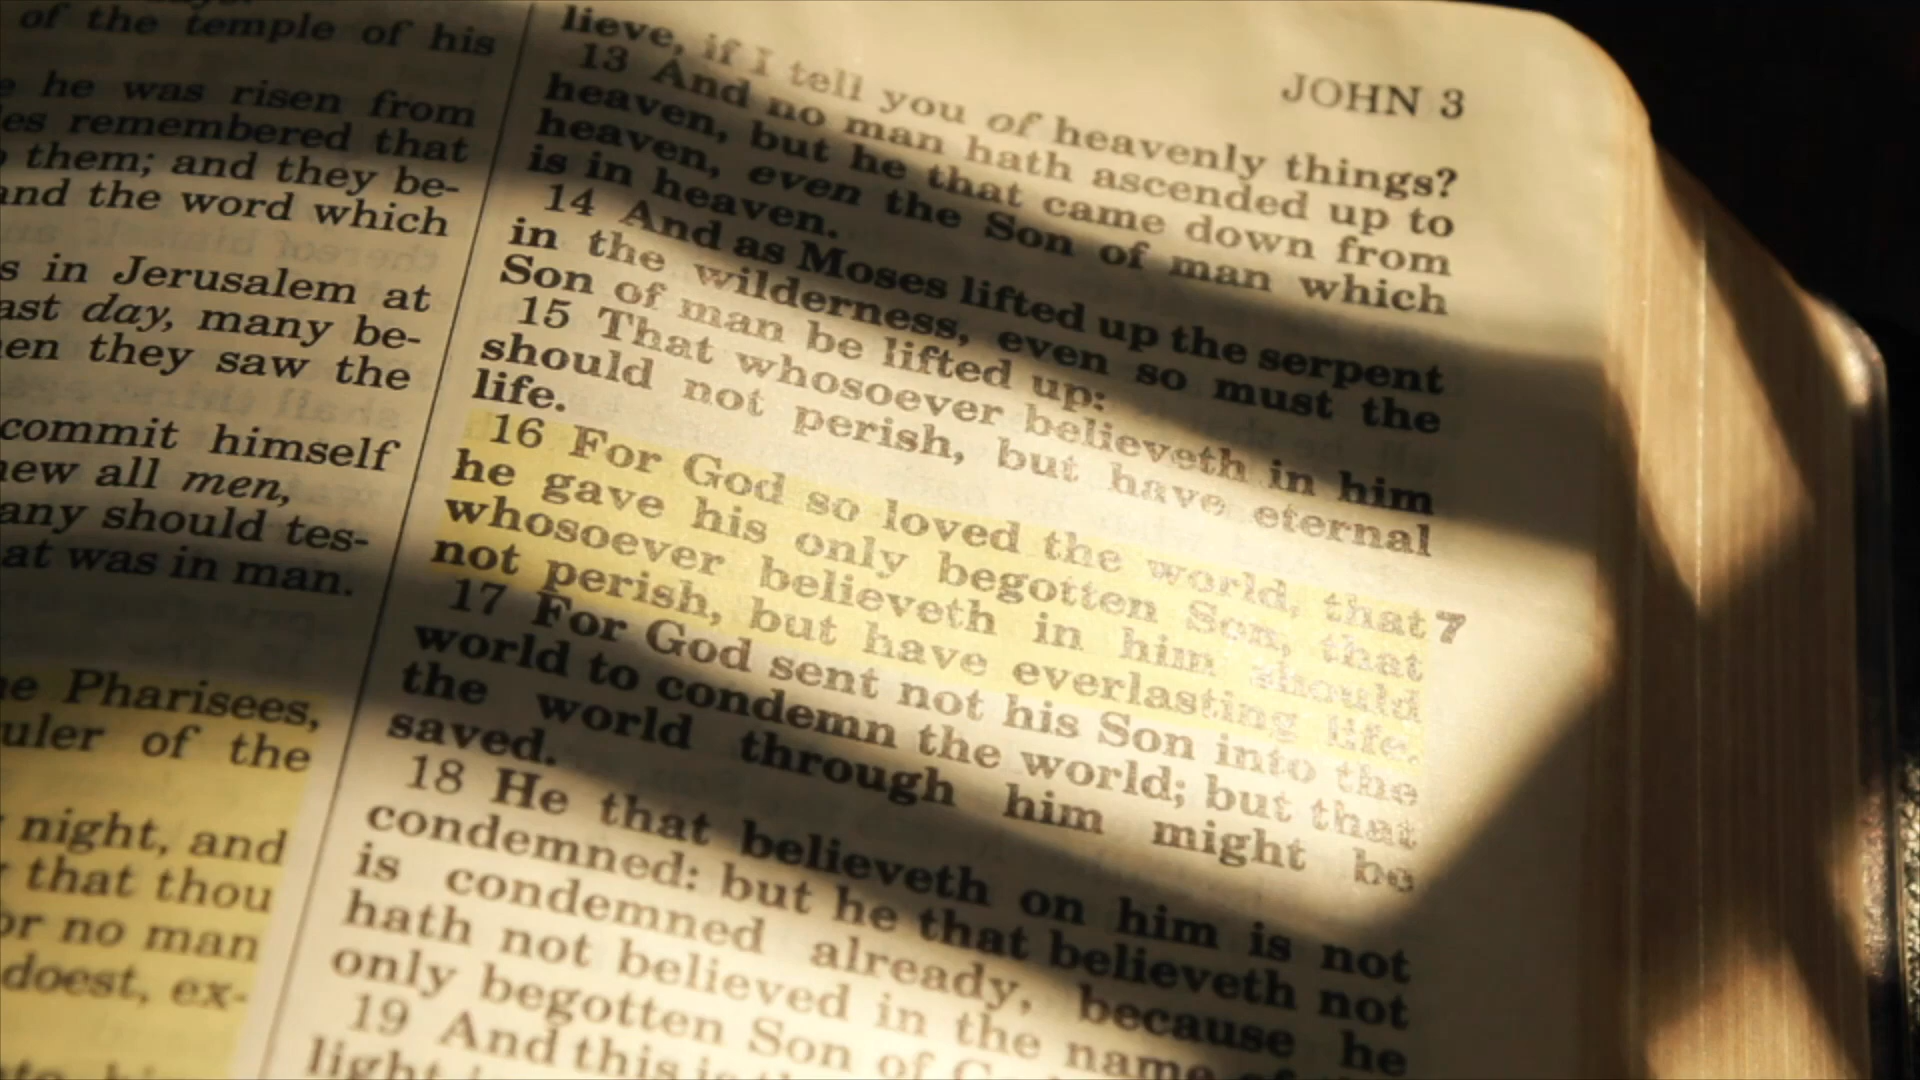 of the temple of his
he was risen from
es remembered that
them; and they be-
and the word which
s in Jerusalem at
ast day, many be-
en they saw the
commit himself
new all men,
any should tes-
at was in man.
e Pharisees,
uler of the
night, and
that thou
or no man
doest, ex-
JOHN 3
lieve, if I tell you of heavenly things?
13 And no man hath ascended up to
heaven, but he that came down from
heaven, even the Son of man which
is in heaven.
14 And as Moses lifted up the serpent
in the wilderness, even so must the
Son of man be lifted up:
15 That whosoever believeth in him
should not perish, but have eternal
life.
16 For God so loved the world, that 7
he gave his only begotten Son, that
whosoever believeth in him should
not perish, but have everlasting life.
17 For God sent not his Son into the
world to condemn the world; but that
the world through him might be
saved.
18 He that believeth on him is not
condemned: but he that believeth not
is condemned already, because he
hath not believed in the name of
only begotten Son of
19 And this is
light